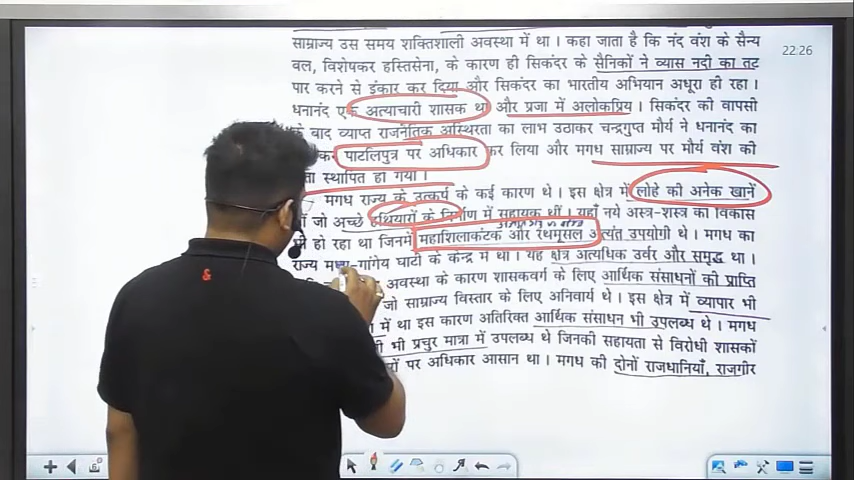 साम्राज्य उस समय शक्तिशाली अवस्था में था । कहा जाता है कि नंद वंश के सैन्य
22:26
बल, विशेषकर हस्तिसेना, के कारण ही सिकंदर के सैनिकों ने व्यास नदी का तट
पार करने से इंकार कर दिया और सिकंदर का भारतीय अभियान अधूरा ही रहा ।
धनानंद एक अत्याचारी शासक था और प्रजा में अलोकप्रिय । सिकंदर की वापसी
के बाद व्याप्त राजनैतिक अस्थिरता का लाभ उठाकर चन्द्रगुप्त मौर्य ने धनानंद का
पाटलिपुत्र पर अधिकार कर लिया और मगध साम्राज्य पर मौर्य वंश की
स्थापित हो गया ।
मगध राज्य के उत्कर्ष के कई कारण थे । इस क्षेत्र में लोहे की अनेक खानें
जो अच्छे हथियारों के निर्माण में सहायक थीं । यहाँ नये अस्त्र-शस्त्र का विकास
भी हो रहा था जिनमें महाशिलाकंटक और रथमूसल अत्यंत उपयोगी थे । मगध का
राज्य मध्य-गांगेय घाटी के केन्द्र में था । यह क्षेत्र अत्यधिक उर्वर और समृद्ध था ।
अवस्था के कारण शासकवर्ग के लिए आर्थिक संसाधनों की प्राप्ति
जो साम्राज्य विस्तार के लिए अनिवार्य थे । इस क्षेत्र में व्यापार भी
में था इस कारण अतिरिक्त आर्थिक संसाधन भी उपलब्ध थे । मगध
भी प्रचुर मात्रा में उपलब्ध थे जिनकी सहायता से विरोधी शासकों
पर अधिकार आसान था । मगध की दोनों राजधानियाँ, राजगीर